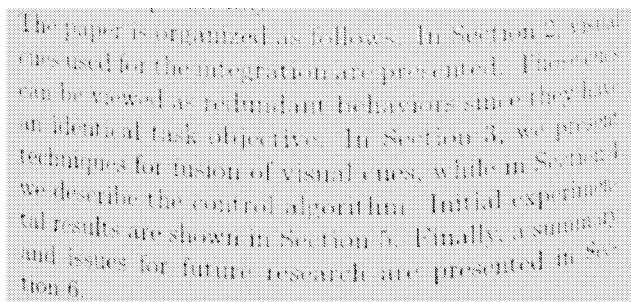 The paper is organized as follows. In Section 2, visual
cues used for the integration are presented. These cues
can be viewed as redundant behaviors since they have
an identical task objective. In Section 3, we present
techniques for fusion of visual cues, while in Section 4
we describe the control algorithm. Initial experimen-
tal results are shown in Section 5. Finally, a summary
and issues for future research are presented in Sec-
tion 6.